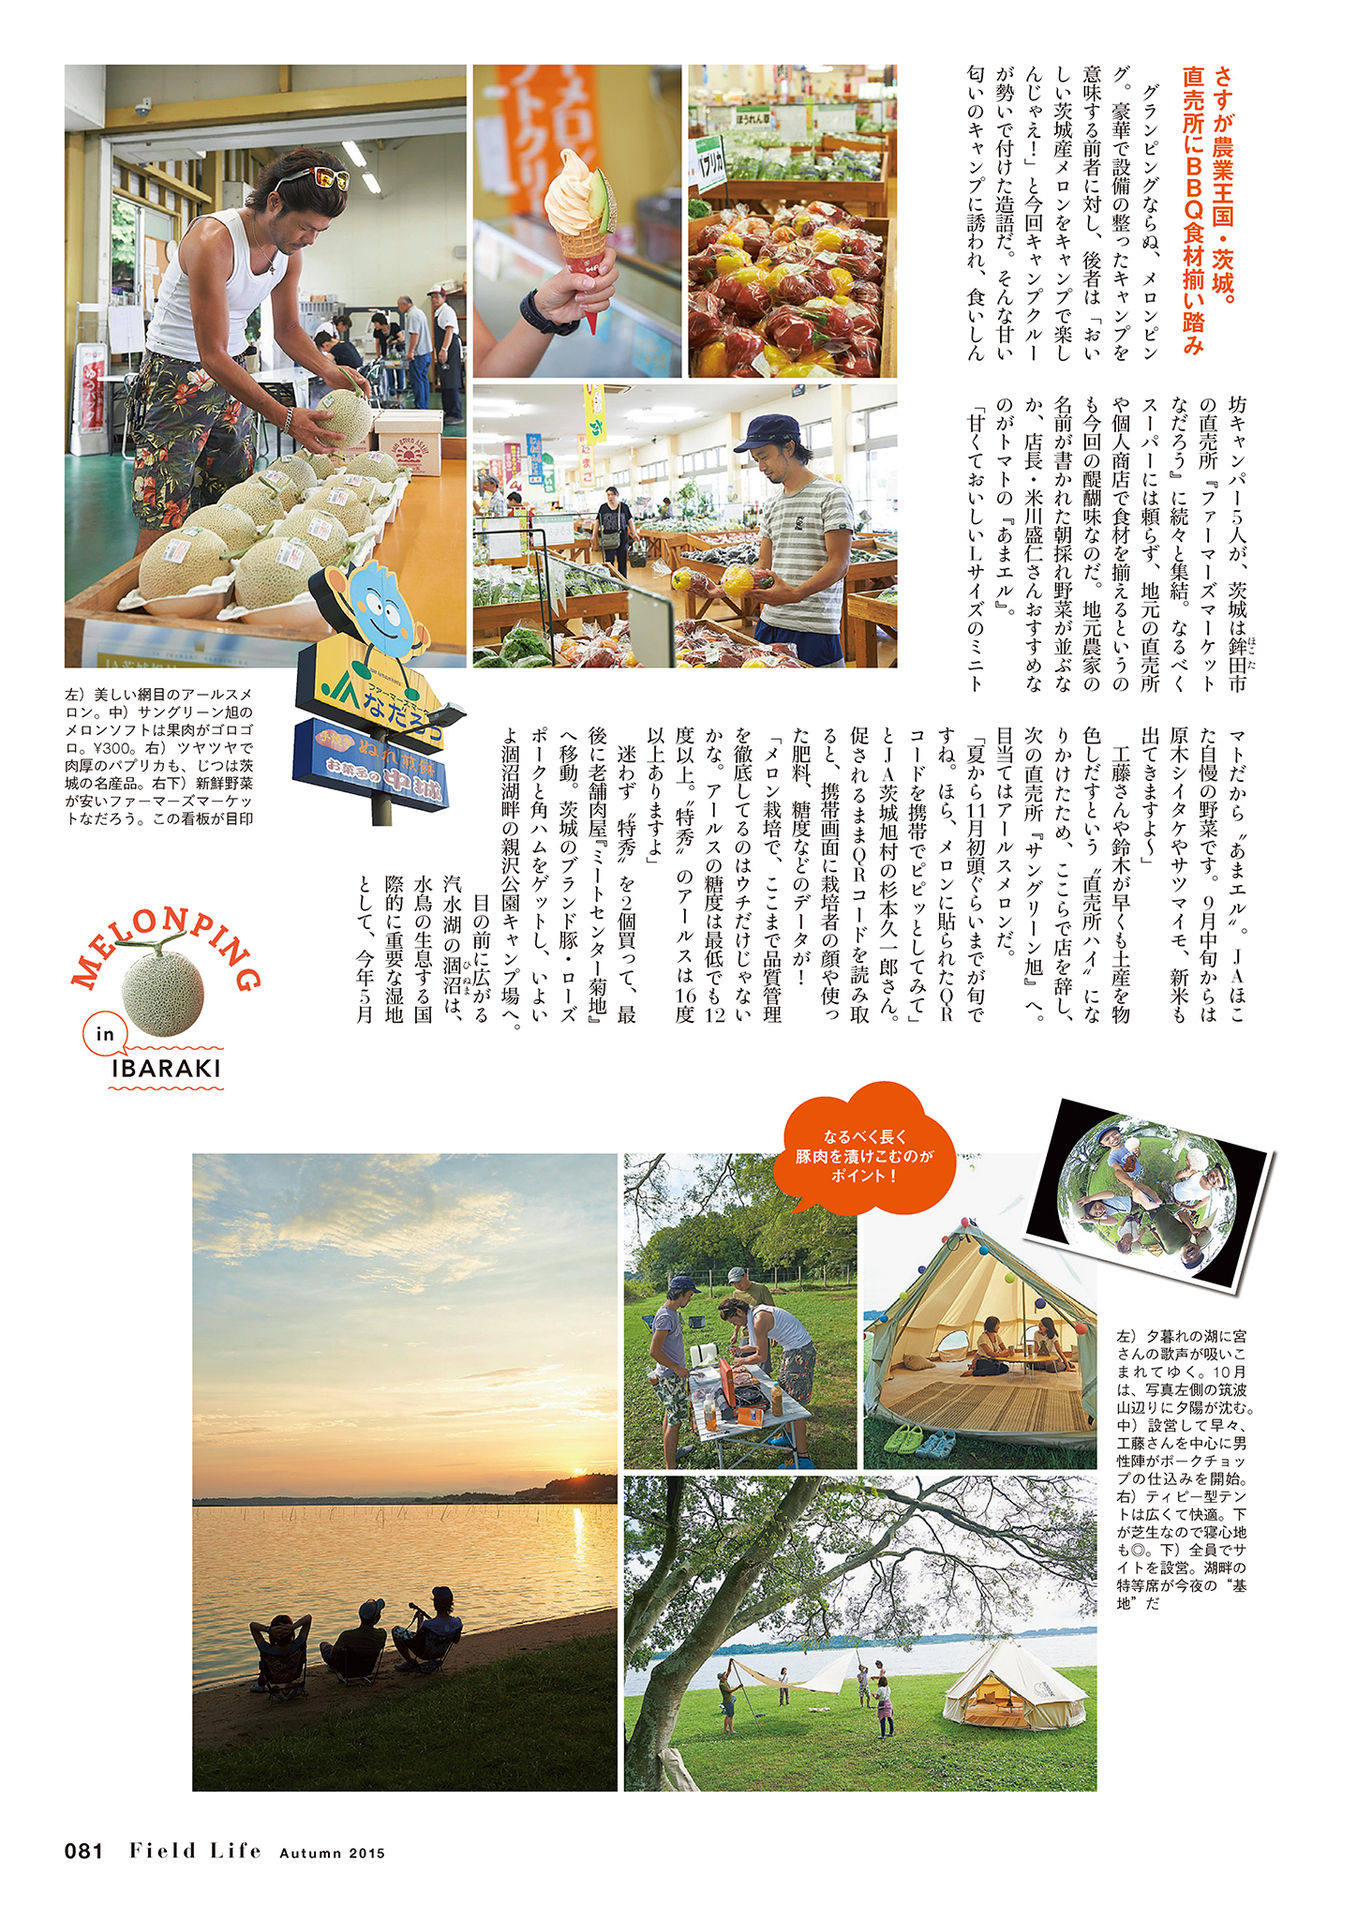 さすが農業王国・茨城。
直売所にBBQ食材揃い踏み
グランピングならぬ、メロンピン
グ。豪華で設備の整ったキャンプを
意味する前者に対し、後者は「おい
しい茨城産メロンをキャンプで楽し
んじゃえ！」と今回キャンプクルー
が勢いで付けた造語だ。そんな甘い
匂いのキャンプに誘われ、食いしん
坊キャンパー5人が、茨城は鉾田市
ほこた
の直売所『ファーマーズマーケット
なだろう』に続々と集結。なるべく
スーパーには頼らず、地元の直売所
や個人商店で食材を揃えるというの
も今回の醍醐味なのだ。地元農家の
名前が書かれた朝採れ野菜が並ぶな
か、店長・米川盛仁さんおすすめな
のがトマトの『あまエル』。
「甘くておいしいLサイズのミニト
マトだから〝あまエル〟。JAほこ
た自慢の野菜です。9月中旬からは
原木シイタケやサツマイモ、新米も
出てきますよ〜」
工藤さんや鈴木が早くも土産を物
色しだすという〝直売所ハイ〟にな
りかけたため、ここらで店を辞し、
次の直売所『サングリーン旭』へ。
目当てはアールスメロンだ。
「夏から11月初頭ぐらいまでが旬で
すね。ほら、メロンに貼られたQR
コードを携帯でピピッとしてみて」
とJA茨城旭村の杉本久一郎さん。
促されるままQRコードを読み取
ると、携帯画面に栽培者の顔や使っ
た肥料、糖度などのデータが！
「メロン栽培で、ここまで品質管理
を徹底してるのはウチだけじゃない
かな。アールスの糖度は最低でも12
度以上。〝特秀〟のアールスは16度
以上ありますよ」
迷わず〝特秀〟を2個買って、最
後に老舗肉屋『ミートセンター菊地』
へ移動。茨城のブランド豚・ローズ
ポークと角ハムをゲットし、いよい
よ涸沼湖畔の親沢公園キャンプ場へ。
目の前に広がる
汽水湖の涸沼は、
ひぬま
水鳥の生息する国
際的に重要な湿地
として、今年5月
ほうれん草
パプリカ
ゆうパック
ファーマーズマーケット
JAなだろう
手焼き ぬれ煎餅
お菓子の中城
左）美しい網目のアールスメ
ロン。中）サングリーン旭の
メロンソフトは果肉がゴロゴ
ロ。¥300。右）ツヤツヤで
肉厚のパプリカも、じつは茨
城の名産品。右下）新鮮野菜
が安いファーマーズマーケッ
トなだろう。この看板が目印
MELONPING
in
IBARAKI
なるべく長く
豚肉を漬けこむのが
ポイント！
左）夕暮れの湖に宮
さんの歌声が吸いこ
まれてゆく。10月
は、写真左側の筑波
山辺りに夕陽が沈む。
中）設営して早々、
工藤さんを中心に男
性陣がポークチョッ
プの仕込みを開始。
右）ティピー型テン
トは広くて快適。下
が芝生なので寝心地
も◎。下）全員でサ
イトを設営。湖畔の
特等席が今夜の“基
地”だ
081 Field Life Autumn 2015